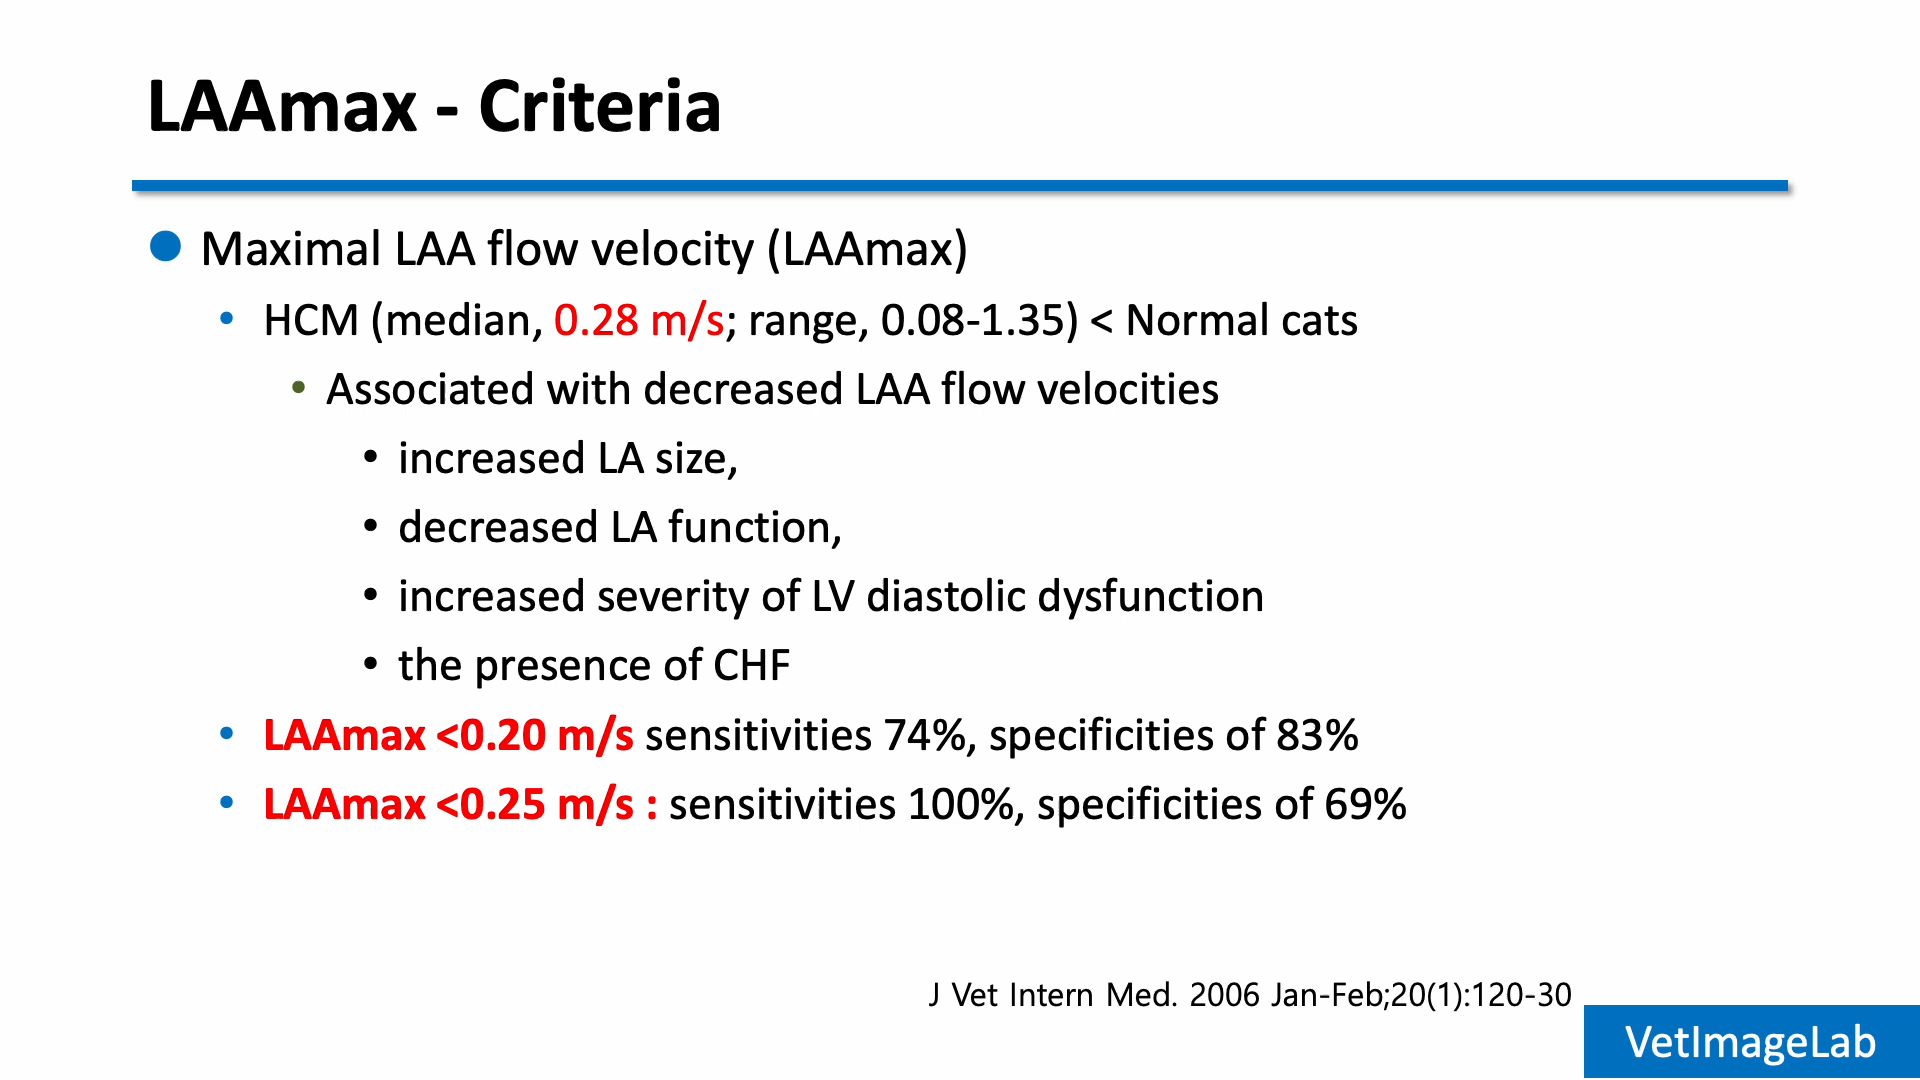 LAAmax - Criteria
Maximal LAA flow velocity (LAAmax)
HCM (median, 0.28 m/s; range, 0.08-1.35) < Normal cats
Associated with decreased LAA flow velocities
increased LA size,
decreased LA function,
increased severity of LV diastolic dysfunction
the presence of CHF
LAAmax <0.20 m/s sensitivities 74%, specificities of 83%
LAAmax <0.25 m/s : sensitivities 100%, specificities of 69%
J Vet Intern Med. 2006 Jan-Feb;20(1):120-30
VetImageLab